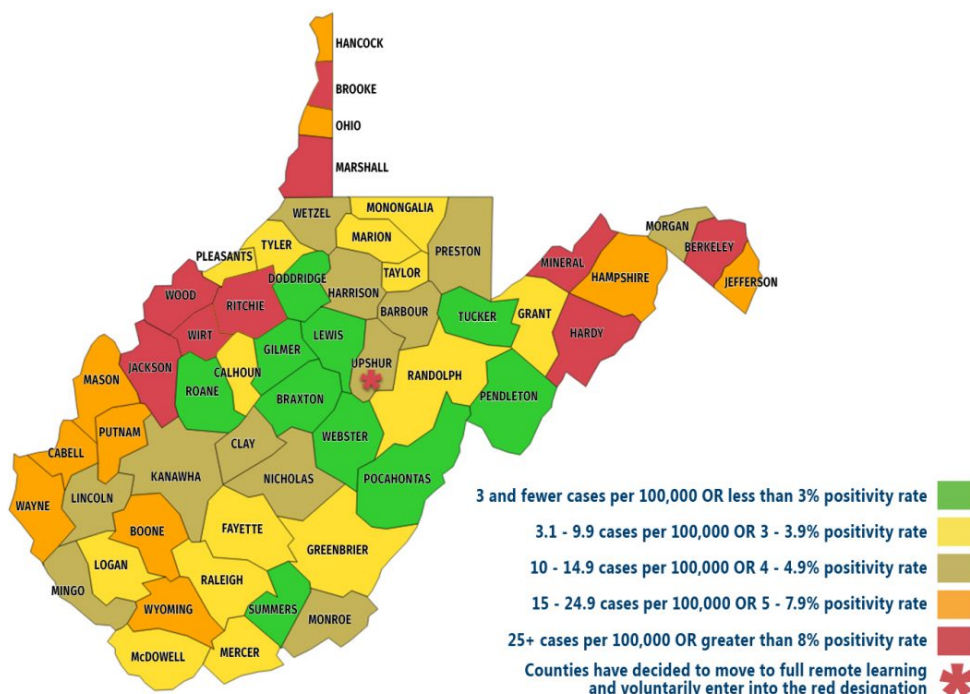 HANCOCK
BROOKE
OHIO
MARSHALL
WETZEL
MONONGALIA
MARION
PRESTON
TYLER
PLEASANTS
TAYLOR
DODDRIDGE
HARRISON
BARBOUR
MORGAN
BERKELEY
MINERAL
HAMPSHIRE
JEFFERSON
WOOD
RITCHIE
WIRT
TUCKER
GRANT
HARDY
LEWIS
GILMER
UPSHUR
RANDOLPH
JACKSON
CALHOUN
ROANE
BRAXTON
PENDLETON
MASON
PUTNAM
CABELL
CLAY
WEBSTER
KANAWHA
NICHOLAS
POCAHONTAS
WAYNE
LINCOLN
BOONE
FAYETTE
GREENBRIER
LOGAN
MINGO
RALEIGH
WYOMING
SUMMERS
MONROE
McDOWELL
MERCER
3 and fewer cases per 100,000 OR less than 3% positivity rate
3.1 - 9.9 cases per 100,000 OR 3 - 3.9% positivity rate
10 - 14.9 cases per 100,000 OR 4 - 4.9% positivity rate
15 - 24.9 cases per 100,000 OR 5 - 7.9% positivity rate
25+ cases per 100,000 OR greater than 8% positivity rate
Counties have decided to move to full remote learning
and voluntarily enter into the red designation